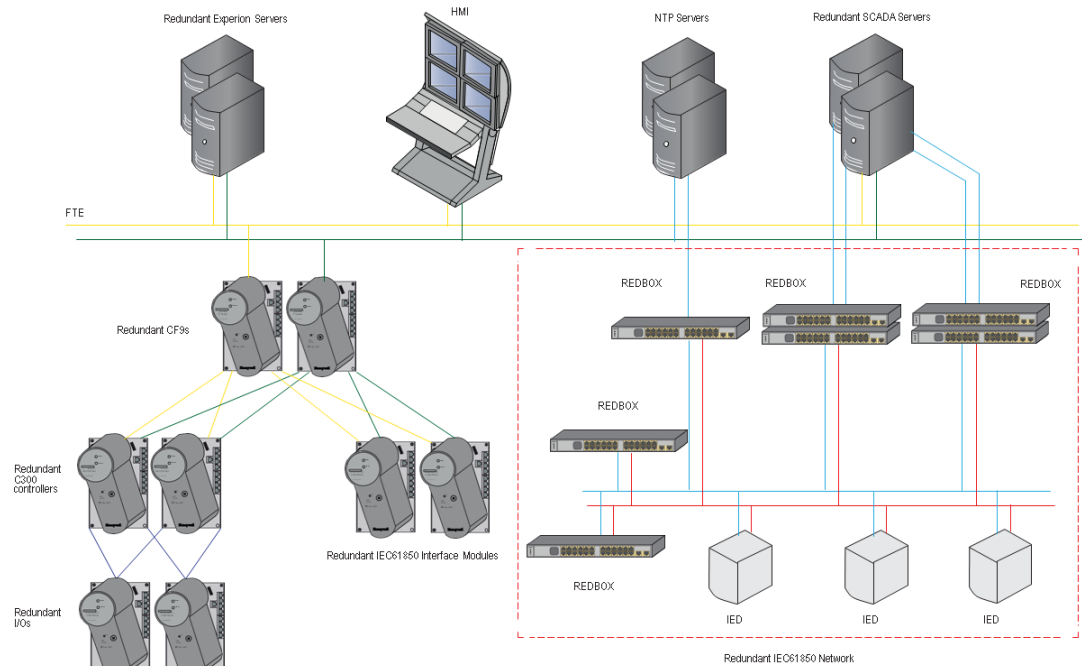 Redundant Experion Servers
HMI
NTP Servers
Redundant SCADA Servers
FTE
REDBOX
REDBOX
REDBOX
Redundant CF9s
REDBOX
Redundant
C300
controllers
Redundant IEC61850 Interface Modules
REDBOX
IED
IED
IED
Redundant
I/Os
Redundant IEC61850 Network